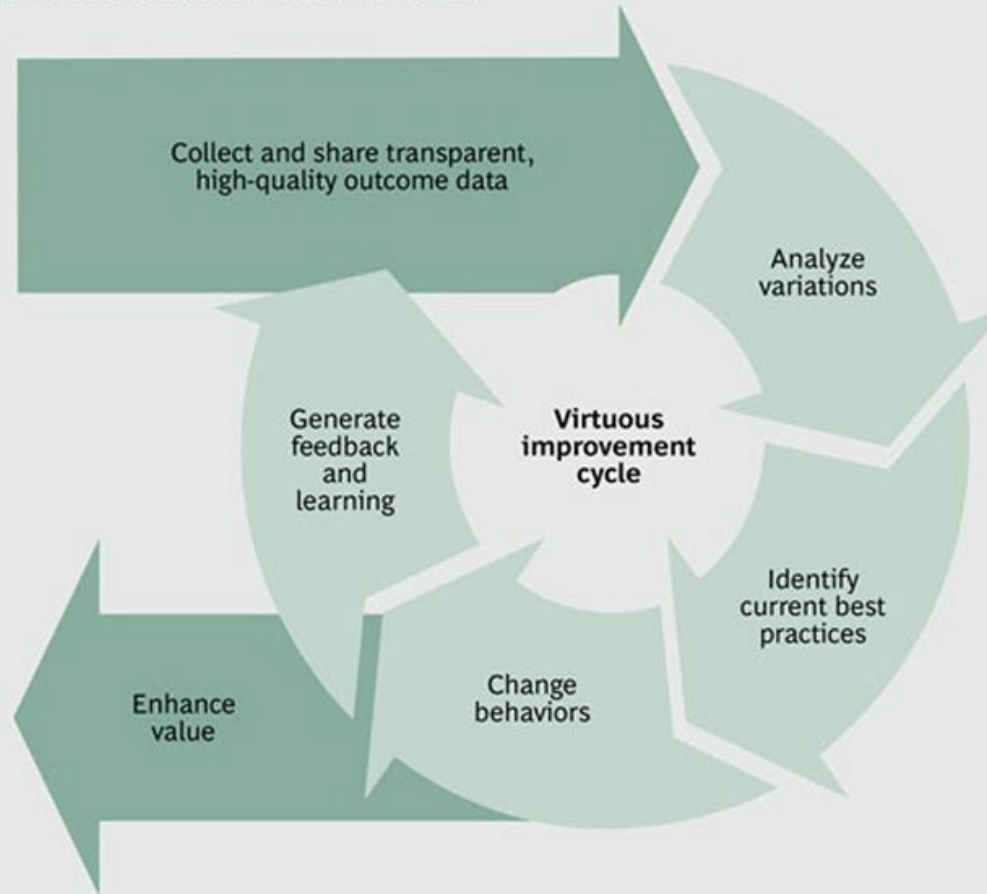 Collect and share transparent,
high-quality outcome data
Analyze
variations
Identify
current best
practices
Change
behaviors
Generate
feedback
and
learning
Virtuous
improvement
cycle
Enhance
value